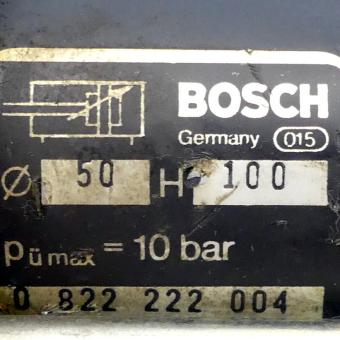 BOSCH
Germany 015
Ø 50 H 100
pü max = 10 bar
0 822 222 004